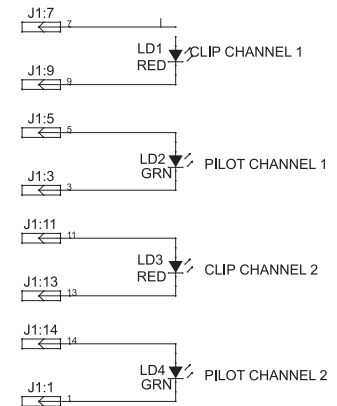 J1:7
7
LD1 CLIP CHANNEL 1
RED
J1:9
9
J1:5
5
LD2 PILOT CHANNEL 1
GRN
J1:3
3
J1:11
11
LD3 CLIP CHANNEL 2
RED
J1:13
13
J1:14
14
LD4 PILOT CHANNEL 2
GRN
J1:1
1